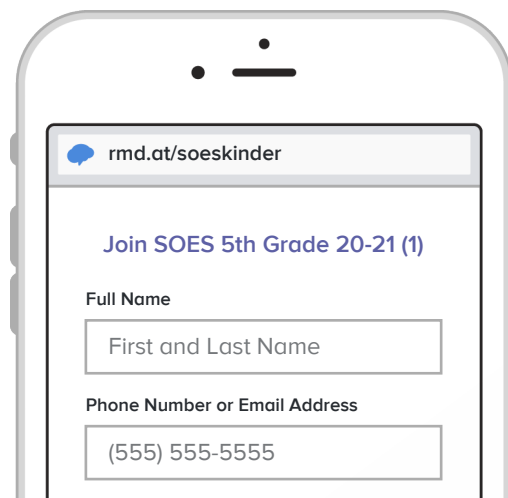 rmd.at/soeskinder
Join SOES 5th Grade 20-21 (1)
Full Name
First and Last Name
Phone Number or Email Address
(555) 555-5555